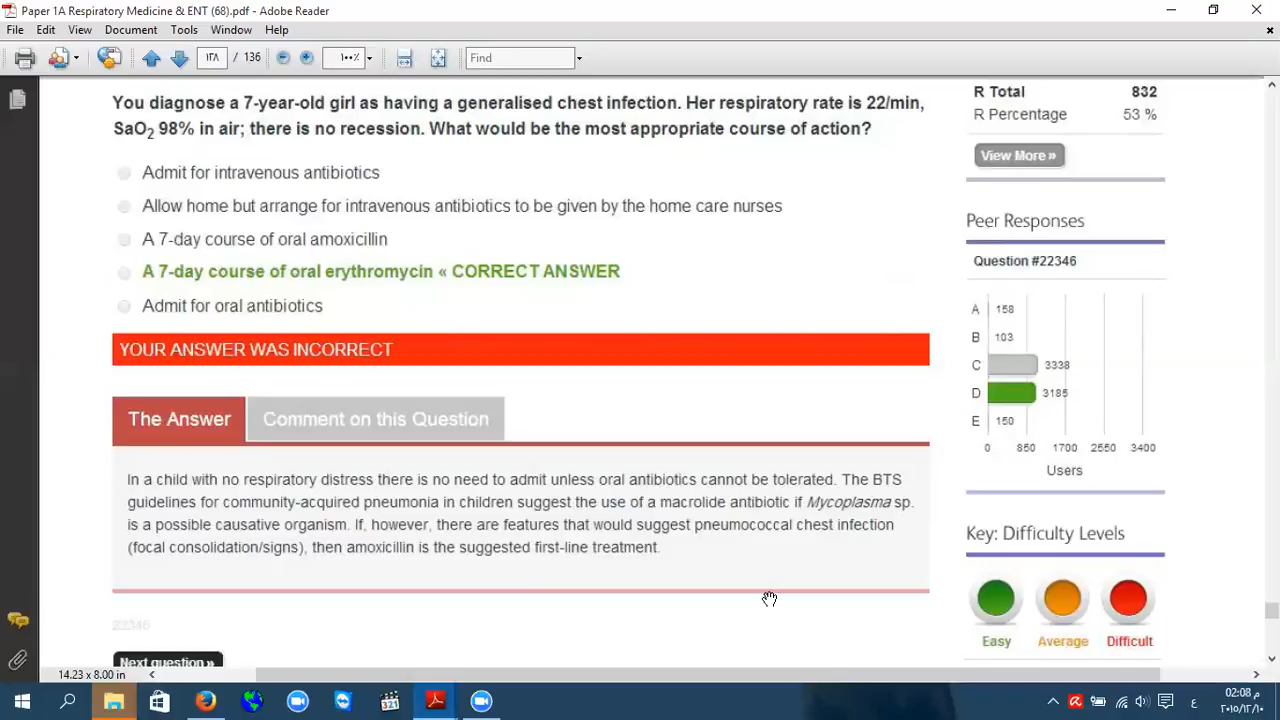 Paper 1A Respiratory Medicine & ENT (68).pdf - Adobe Reader
File Edit View Document Tools Window Help
١٣٨ / 136 ١٠٠٪ Find
You diagnose a 7-year-old girl as having a generalised chest infection. Her respiratory rate is 22/min,
SaO2 98% in air; there is no recession. What would be the most appropriate course of action?
Admit for intravenous antibiotics
Allow home but arrange for intravenous antibiotics to be given by the home care nurses
A 7-day course of oral amoxicillin
A 7-day course of oral erythromycin « CORRECT ANSWER
Admit for oral antibiotics
YOUR ANSWER WAS INCORRECT
The Answer Comment on this Question
In a child with no respiratory distress there is no need to admit unless oral antibiotics cannot be tolerated. The BTS
guidelines for community-acquired pneumonia in children suggest the use of a macrolide antibiotic if Mycoplasma sp.
is a possible causative organism. If, however, there are features that would suggest pneumococcal chest infection
(focal consolidation/signs), then amoxicillin is the suggested first-line treatment.
22346
Next question »
R Total 832
R Percentage 53 %
View More »
Peer Responses
Question #22346
A 158
B 103
C 3338
D 3185
E 150
0 850 1700 2550 3400
Users
Key: Difficulty Levels
Easy Average Difficult
14.23 x 8.00 in
321
ع 02:08 م
٢٠١٥/١٢/١٠